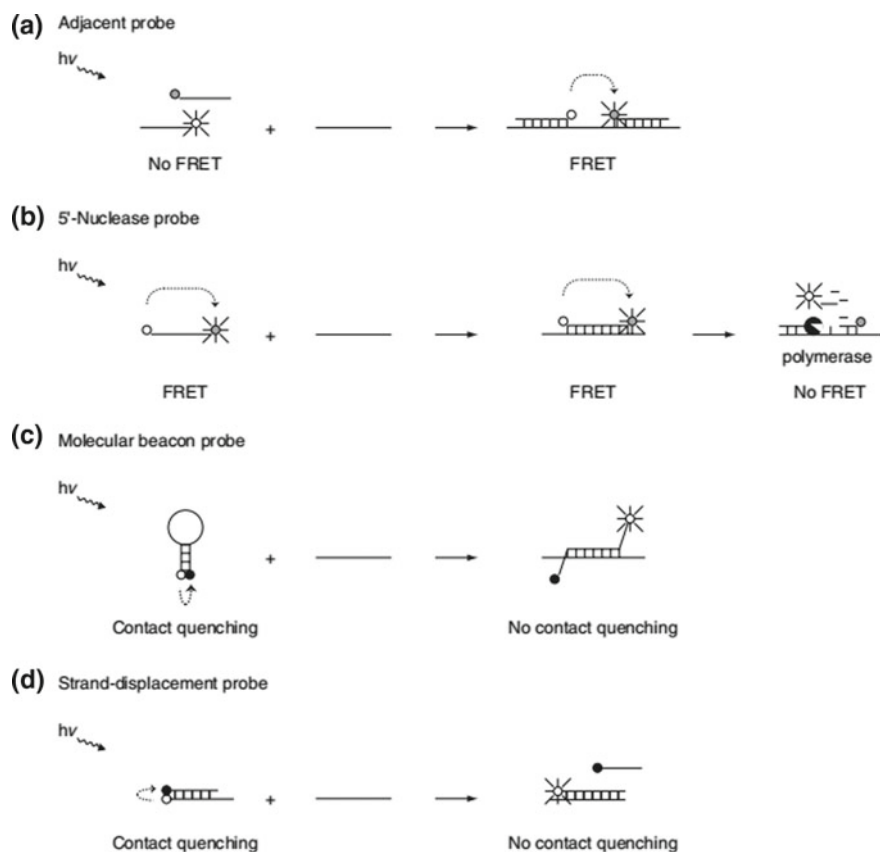 (a) Adjacent probe
hν
+
No FRET FRET
(b) 5'-Nuclease probe
hν
+
polymerase
FRET FRET No FRET
(c) Molecular beacon probe
hν
+
Contact quenching No contact quenching
(d) Strand-displacement probe
hν
+
Contact quenching No contact quenching